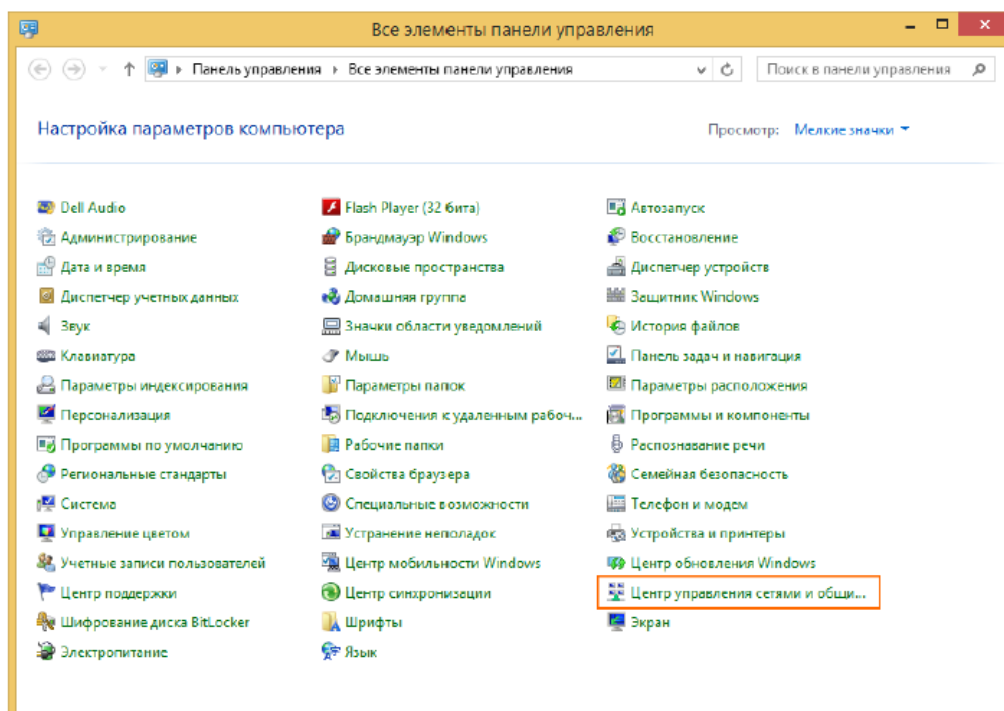 Все элементы панели управления
Панель управления Все элементы панели управления Поиск в панели управления
Настройка параметров компьютера
Просмотр: Мелкие значки
Dell Audio Flash Player (32 бита) Автозапуск
Администрирование Брандмауэр Windows Восстановление
Дата и время Дисковые пространства Диспетчер устройств
Диспетчер учетных данных Домашняя группа Защитник Windows
Звук Значки области уведомлений История файлов
Клавиатура Мышь Панель задач и навигация
Параметры индексирования Параметры папок Параметры расположения
Персонализация Подключения к удаленным рабоч... Программы и компоненты
Программы по умолчанию Рабочие папки Распознавание речи
Региональные стандарты Свойства браузера Семейная безопасность
Система Специальные возможности Телефон и модем
Управление цветом Устранение неполадок Устройства и принтеры
Учетные записи пользователей Центр мобильности Windows Центр обновления Windows
Центр поддержки Центр синхронизации Центр управления сетями и общи...
Шифрование диска BitLocker Шрифты Экран
Электропитание Язык